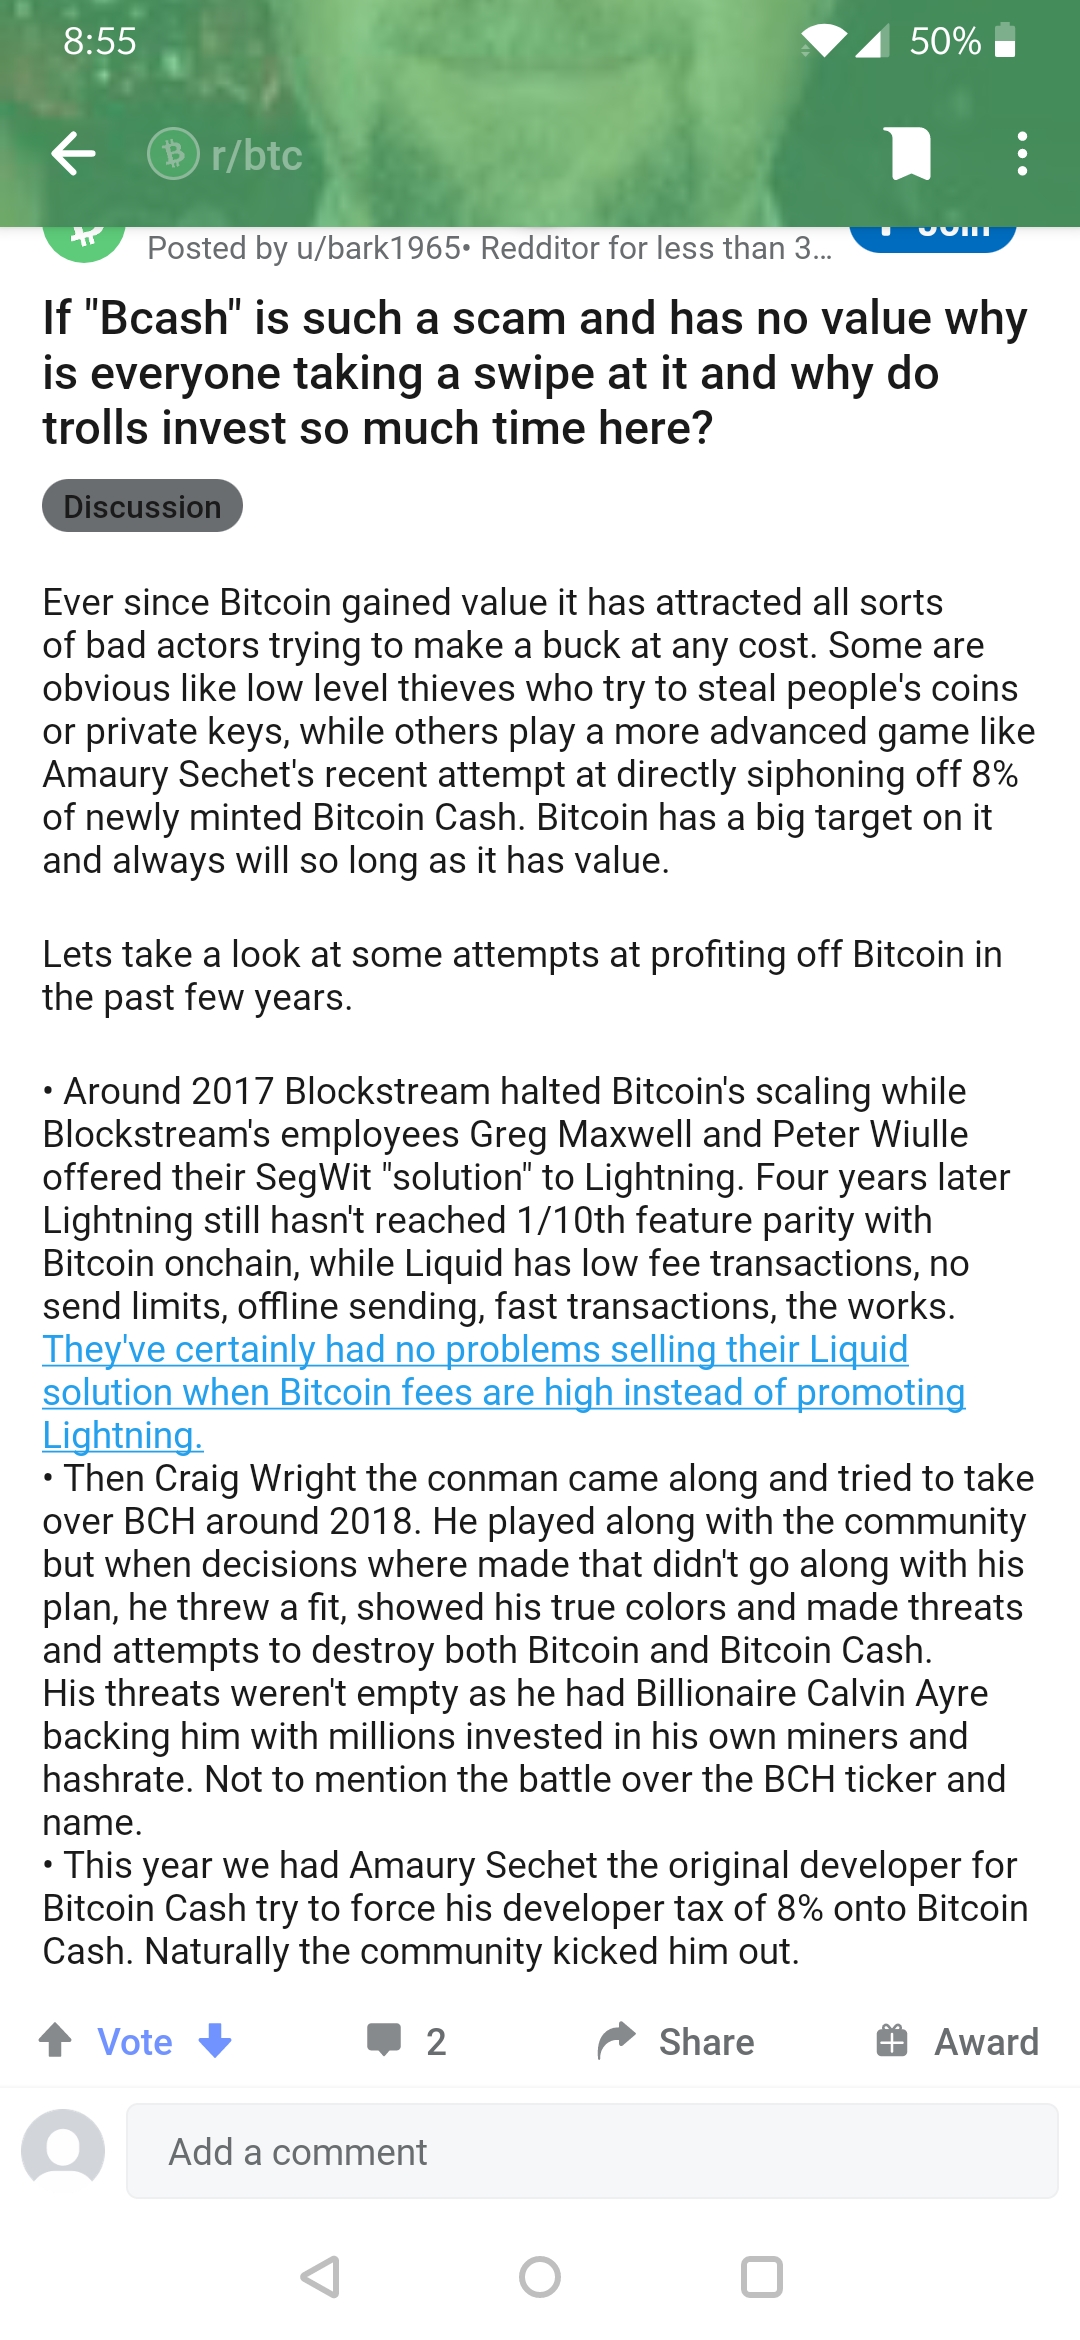 8:55
50%
r/btc
Posted by u/bark1965• Redditor for less than 3...
Join
If "Bcash" is such a scam and has no value why
is everyone taking a swipe at it and why do
trolls invest so much time here?
Discussion
Ever since Bitcoin gained value it has attracted all sorts
of bad actors trying to make a buck at any cost. Some are
obvious like low level thieves who try to steal people's coins
or private keys, while others play a more advanced game like
Amaury Sechet's recent attempt at directly siphoning off 8%
of newly minted Bitcoin Cash. Bitcoin has a big target on it
and always will so long as it has value.
Lets take a look at some attempts at profiting off Bitcoin in
the past few years.
• Around 2017 Blockstream halted Bitcoin's scaling while
Blockstream's employees Greg Maxwell and Peter Wiulle
offered their SegWit "solution" to Lightning. Four years later
Lightning still hasn't reached 1/10th feature parity with
Bitcoin onchain, while Liquid has low fee transactions, no
send limits, offline sending, fast transactions, the works.
They've certainly had no problems selling their Liquid
solution when Bitcoin fees are high instead of promoting
Lightning.
• Then Craig Wright the conman came along and tried to take
over BCH around 2018. He played along with the community
but when decisions where made that didn't go along with his
plan, he threw a fit, showed his true colors and made threats
and attempts to destroy both Bitcoin and Bitcoin Cash.
His threats weren't empty as he had Billionaire Calvin Ayre
backing him with millions invested in his own miners and
hashrate. Not to mention the battle over the BCH ticker and
name.
• This year we had Amaury Sechet the original developer for
Bitcoin Cash try to force his developer tax of 8% onto Bitcoin
Cash. Naturally the community kicked him out.
Vote
2
Share
Award
Add a comment